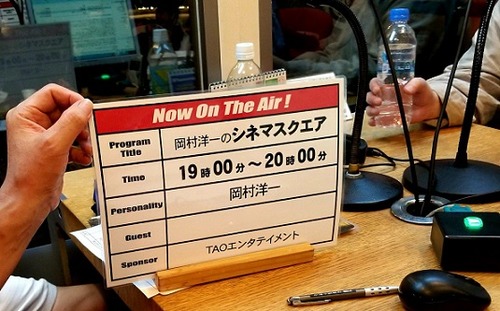 Now On The Air !
Program Title 岡村洋一のシネマスクエア
Time 19時00分〜20時00分
Personality 岡村洋一
Guest
Sponsor TAOエンタテイメント